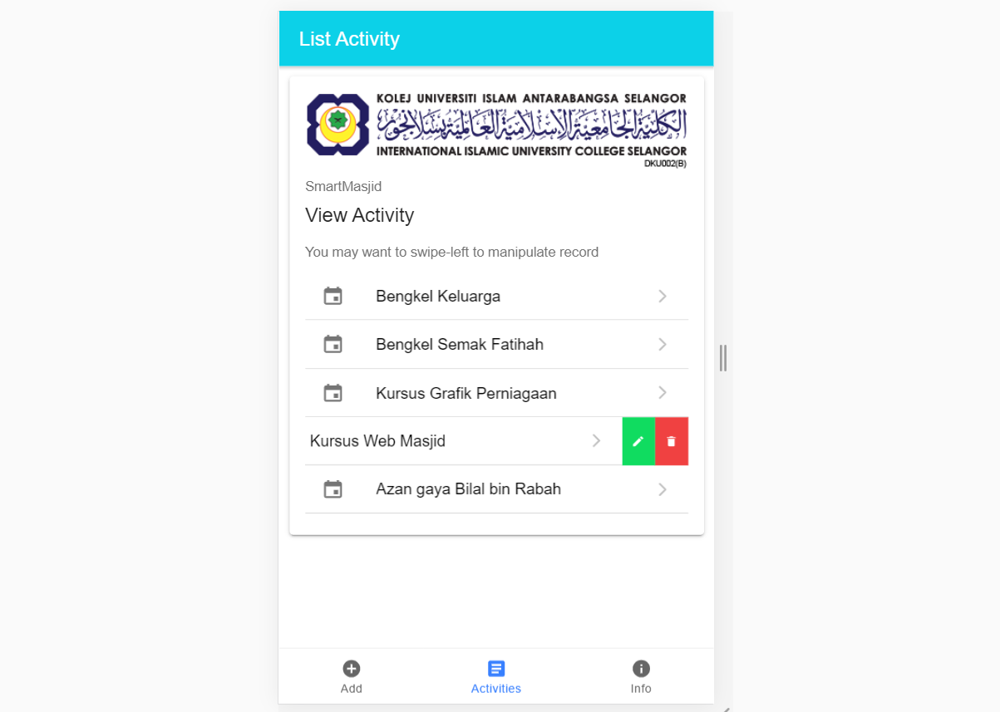 List Activity
KOLEJ UNIVERSITI ISLAM ANTARABANGSA SELANGOR
الكلية الجامعية الإسلامية العالمية بسلانجور
INTERNATIONAL ISLAMIC UNIVERSITY COLLEGE SELANGOR
DKU002(B)
SmartMasjid
View Activity
You may want to swipe-left to manipulate record
Bengkel Keluarga
Bengkel Semak Fatihah
Kursus Grafik Perniagaan
Kursus Web Masjid
Azan gaya Bilal bin Rabah
Add
Activities
Info